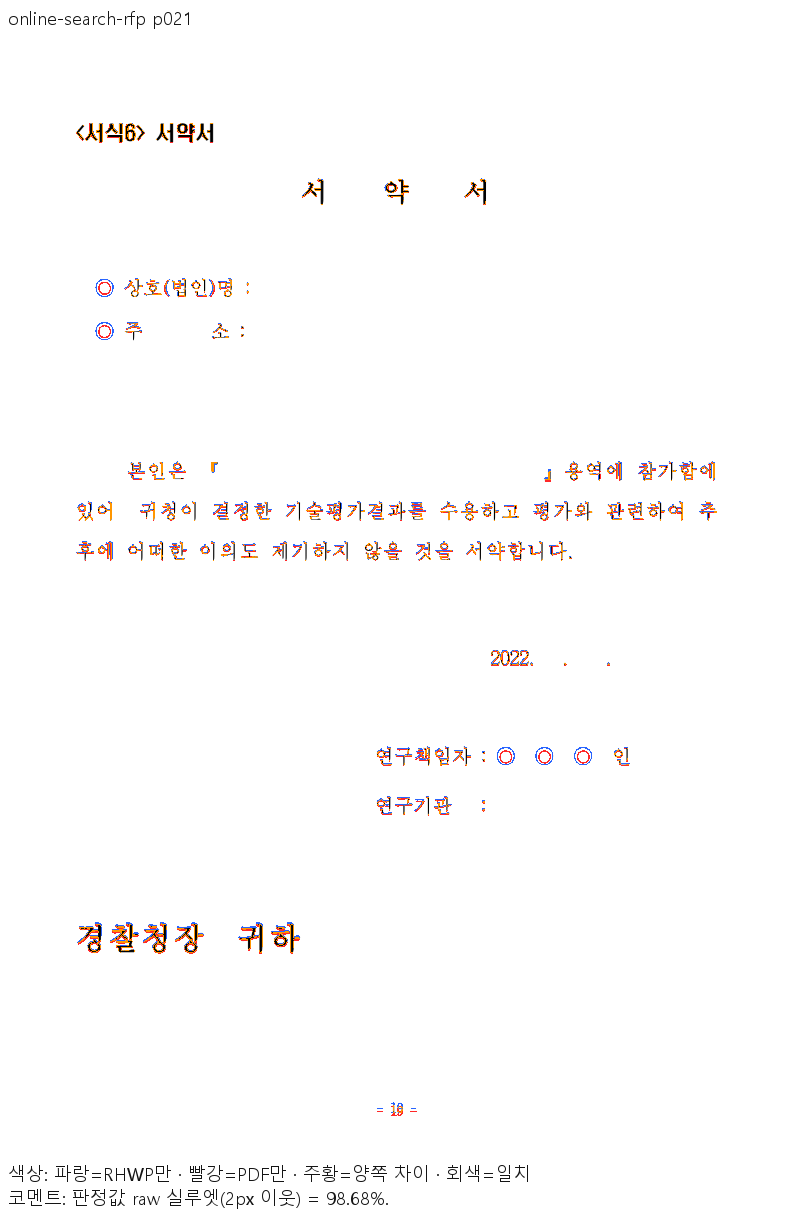 online-search-rfp p021
<서식6> 서약서
서 약 서
◎ 상호(법인)명 :
◎ 주 소 :
본인은 『 』용역에 참가함에
있어 귀청이 결정한 기술평가결과를 수용하고 평가와 관련하여 추
후에 어떠한 이의도 제기하지 않을 것을 서약합니다.
2022. . .
연구책임자 : ◎ ◎ ◎ 인
연구기관 :
경찰청장 귀하
색상: 파랑=RHWP만 · 빨강=PDF만 · 주황=양쪽 차이 · 회색=일치
코멘트: 판정값 raw 실루엣(2px 이웃) = 98.68%.